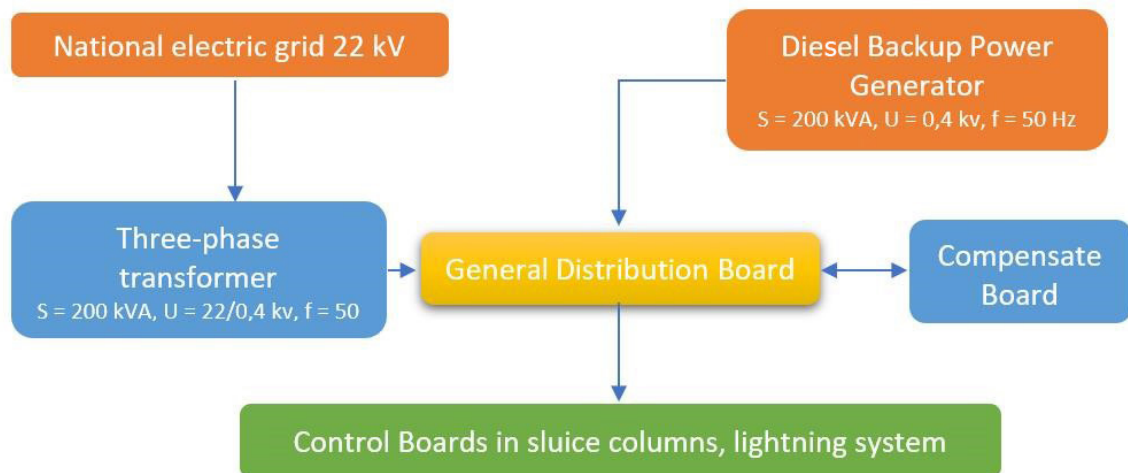 National electric grid 22 kV
Diesel Backup Power
Generator
S = 200 kVA, U = 0,4 kv, f = 50 Hz
Three-phase
transformer
S = 200 kVA, U = 22/0,4 kv, f = 50
General Distribution Board
Compensate
Board
Control Boards in sluice columns, lightning system